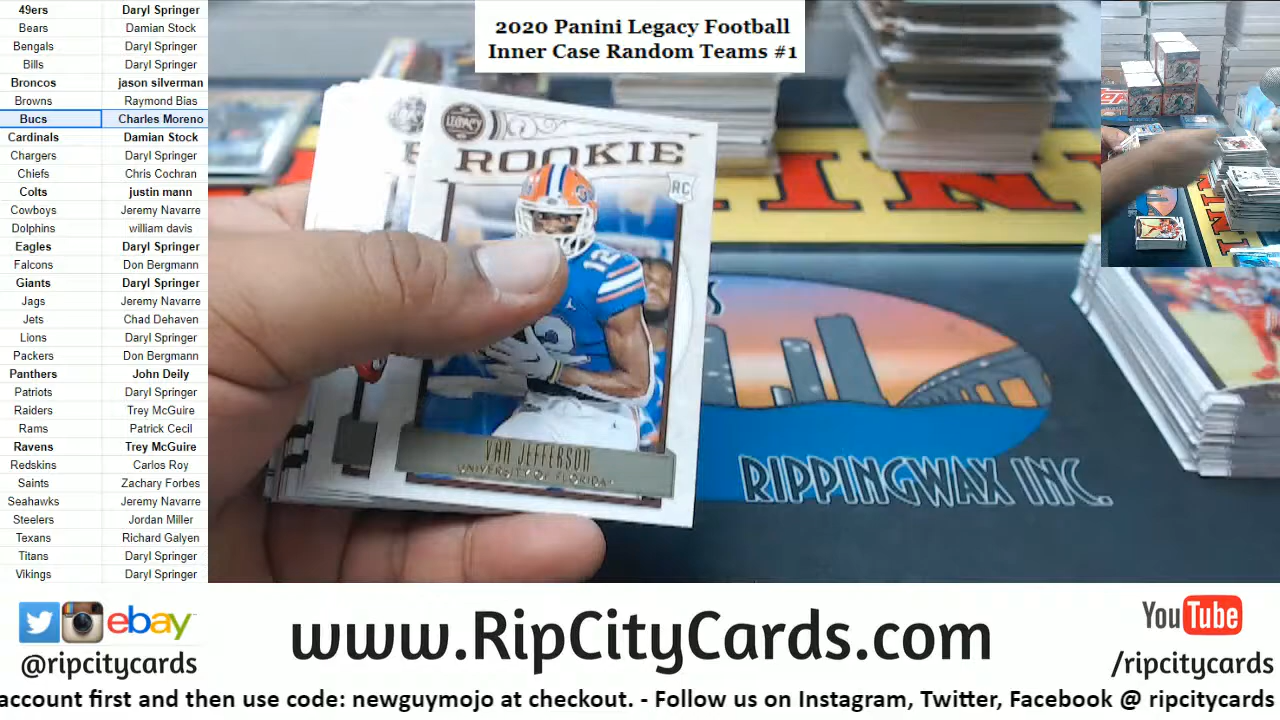 49ers Daryl Springer
Bears Damian Stock
Bengals Daryl Springer
Bills Daryl Springer
Broncos jason silverman
Browns Raymond Bias
Bucs Charles Moreno
Cardinals Damian Stock
Chargers Daryl Springer
Chiefs Chris Cochran
Colts justin mann
Cowboys Jeremy Navarre
Dolphins william davis
Eagles Daryl Springer
Falcons Don Bergmann
Giants Daryl Springer
Jags Jeremy Navarre
Jets Chad Dehaven
Lions Daryl Springer
Packers Don Bergmann
Panthers John Deily
Patriots Daryl Springer
Raiders Trey McGuire
Rams Patrick Cecil
Ravens Trey McGuire
Redskins Carlos Roy
Saints Zachary Forbes
Seahawks Jeremy Navarre
Steelers Jordan Miller
Texans Richard Galyen
Titans Daryl Springer
Vikings Daryl Springer
2020 Panini Legacy Football
Inner Case Random Teams #1
LEGACY
ROOKIE
RC
12
VAN JEFFERSON
UNIVERSITY OF FLORIDA
RIPPINGWAX INC.
ebay
@ripcitycards
www.RipCityCards.com
YouTube
/ripcitycards
account first and then use code: newguymojo at checkout. - Follow us on Instagram, Twitter, Facebook @ ripcitycards